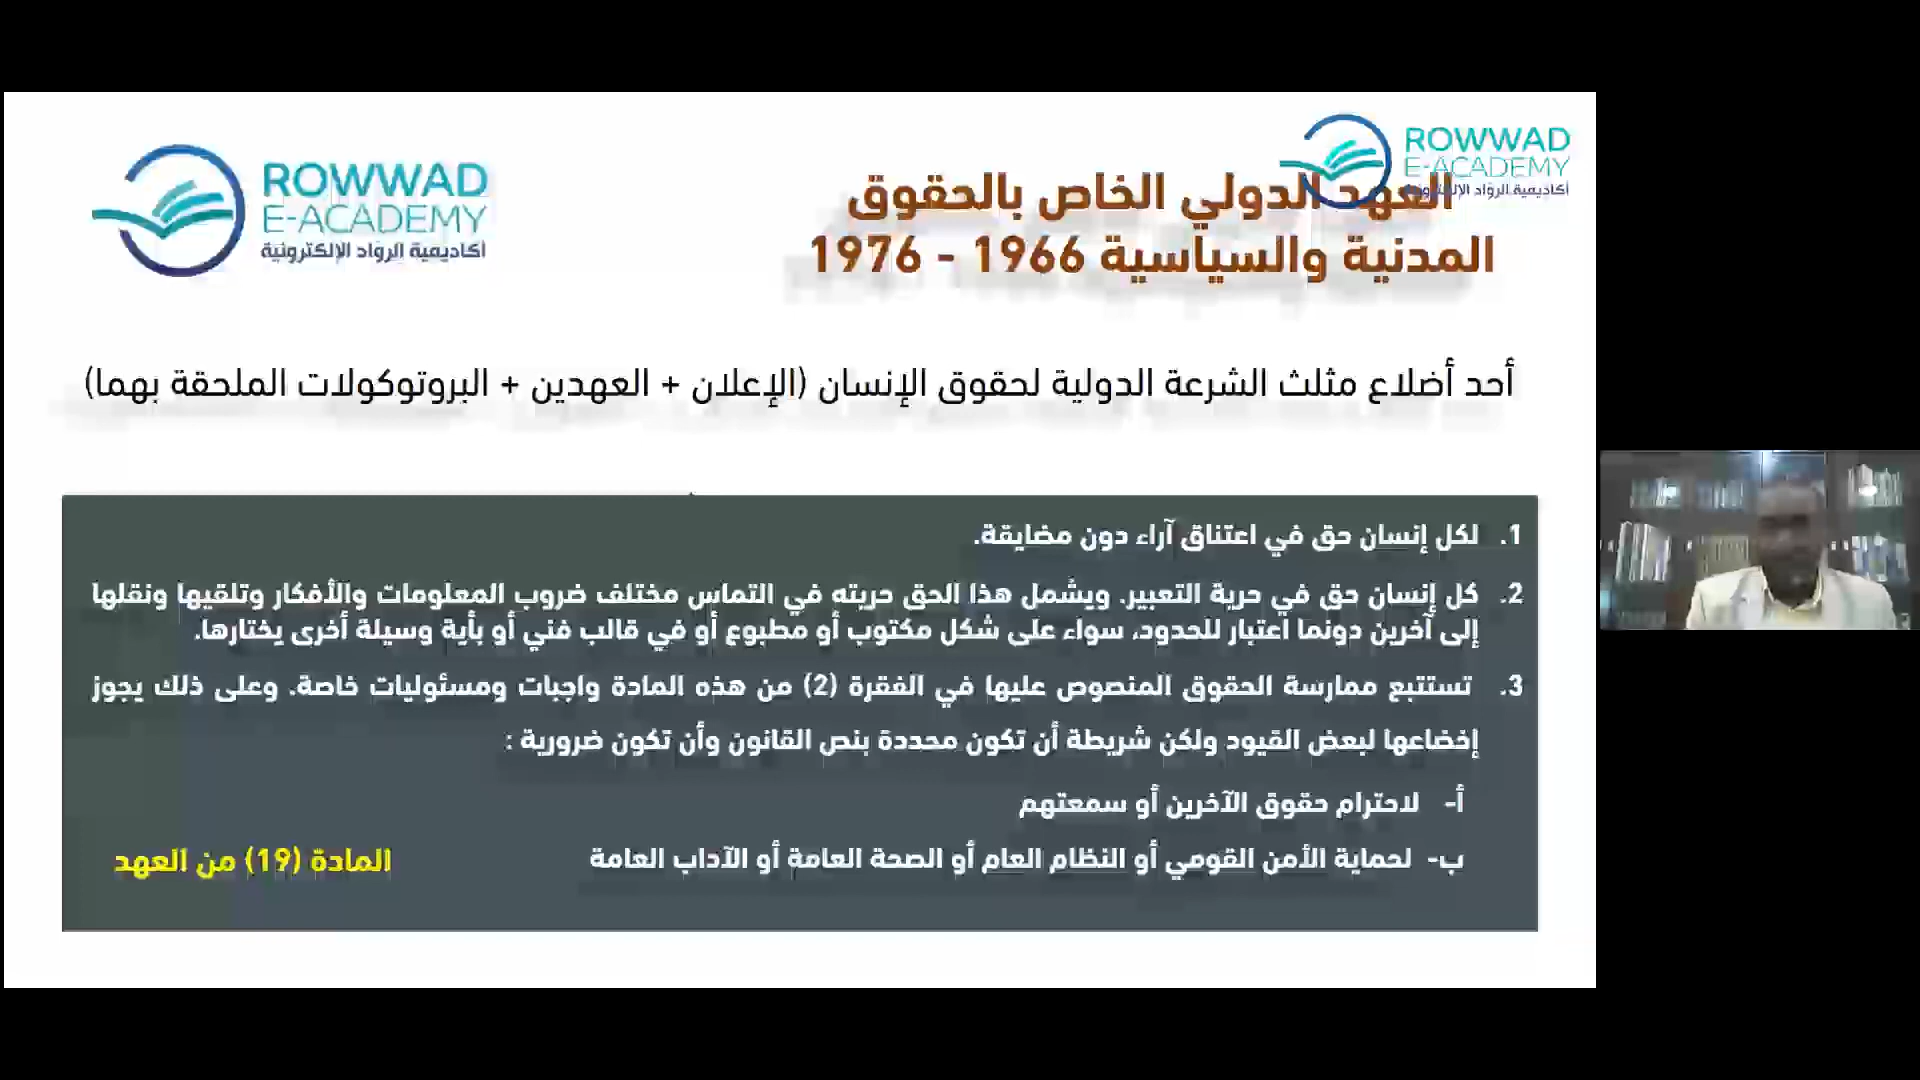 ROWWAD
E-ACADEMY
أكاديمية الرواد الإلكترونية
ROWWAD
E-ACADEMY
أكاديمية الرواد الإلكترونية
العهد الدولي الخاص بالحقوق
المدنية والسياسية 1966 - 1976
أحد أضلاع مثلث الشرعة الدولية لحقوق الإنسان (الإعلان + العهدين + البروتوكولات الملحقة بهما)
1. لكل إنسان حق في اعتناق آراء دون مضايقة.
2. كل إنسان حق في حرية التعبير. ويشمل هذا الحق حريته في التماس مختلف ضروب المعلومات والأفكار وتلقيها ونقلها
إلى آخرين دونما اعتبار للحدود، سواء على شكل مكتوب أو مطبوع أو في قالب فني أو بأية وسيلة أخرى يختارها.
3. تستتبع ممارسة الحقوق المنصوص عليها في الفقرة (2) من هذه المادة واجبات ومسئوليات خاصة. وعلى ذلك يجوز
إخضاعها لبعض القيود ولكن شريطة أن تكون محددة بنص القانون وأن تكون ضرورية :
أ- لاحترام حقوق الآخرين أو سمعتهم
ب- لحماية الأمن القومي أو النظام العام أو الصحة العامة أو الآداب العامة
المادة (19) من العهد